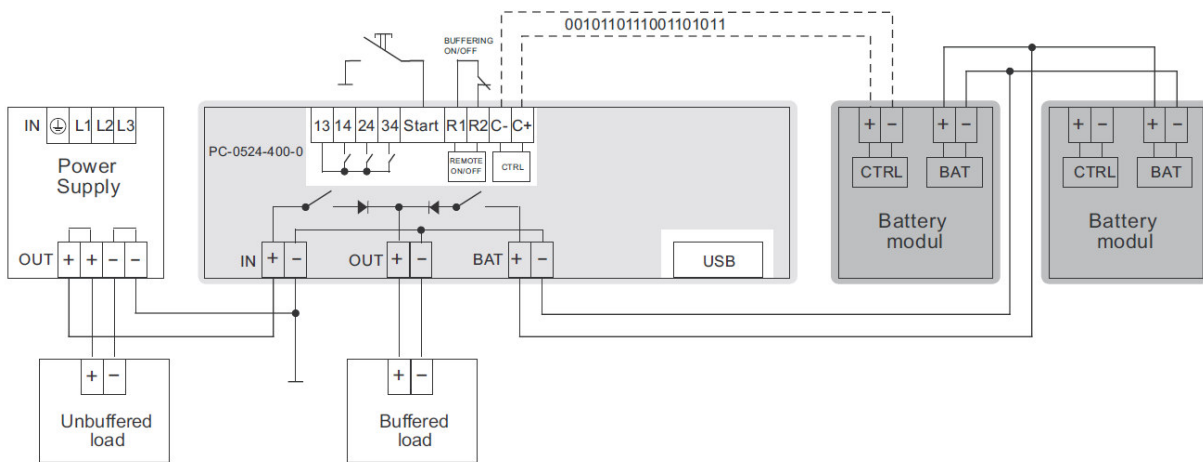 0010110111001101011
BUFFERING
ON/OFF
IN L1 L2 L3
Power
Supply
OUT + + − −
PC-0524-400-0
13 14 24 34 Start R1 R2 C- C+
REMOTE
ON/OFF
CTRL
IN + −
OUT + −
BAT + −
USB
+ − + −
CTRL BAT
Battery
modul
+ − + −
CTRL BAT
Battery
modul
+ −
Unbuffered
load
+ −
Buffered
load